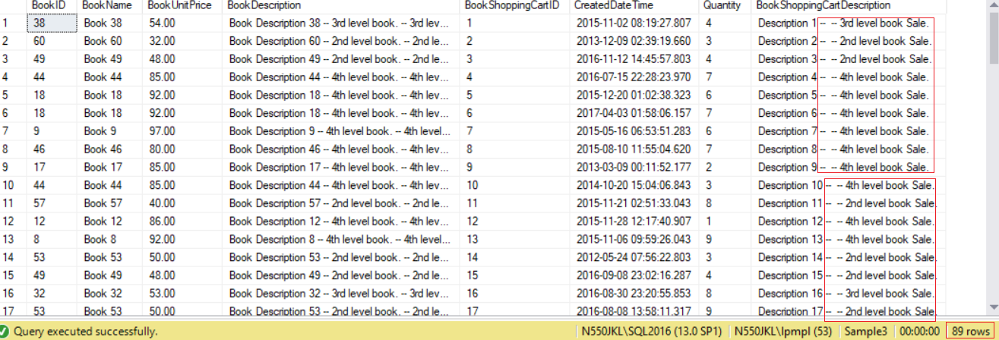 BookID BookName BookUnitPrice BookDescription BookShoppingCartID CreatedDateTime Quantity BookShoppingCartDescription
1 38 Book 38 54.00 Book Description 38 -- 3rd level book. -- 3rd lev... 1 2015-11-02 08:19:27.807 4 Description 1 -- -- 3rd level book Sale.
2 60 Book 60 32.00 Book Description 60 -- 2nd level book. -- 2nd le... 2 2013-12-09 02:39:19.660 3 Description 2 -- -- 2nd level book Sale.
3 49 Book 49 48.00 Book Description 49 -- 2nd level book. -- 2nd le... 3 2016-11-12 14:45:57.803 4 Description 3 -- -- 2nd level book Sale.
4 44 Book 44 85.00 Book Description 44 -- 4th level book. -- 4th lev... 4 2016-07-15 22:28:23.970 7 Description 4 -- -- 4th level book Sale.
5 18 Book 18 92.00 Book Description 18 -- 4th level book. -- 4th lev... 5 2015-12-20 01:02:38.323 6 Description 5 -- -- 4th level book Sale.
6 18 Book 18 92.00 Book Description 18 -- 4th level book. -- 4th lev... 6 2017-04-03 01:58:06.157 7 Description 6 -- -- 4th level book Sale.
7 9 Book 9 97.00 Book Description 9 -- 4th level book. -- 4th level... 7 2015-05-16 06:53:51.283 6 Description 7 -- -- 4th level book Sale.
8 46 Book 46 80.00 Book Description 46 -- 4th level book. -- 4th lev... 8 2015-08-10 11:55:04.620 7 Description 8 -- -- 4th level book Sale.
9 17 Book 17 85.00 Book Description 17 -- 4th level book. -- 4th lev... 9 2013-03-09 00:11:52.177 2 Description 9 -- -- 4th level book Sale.
10 44 Book 44 85.00 Book Description 44 -- 4th level book. -- 4th lev... 10 2014-10-20 15:04:06.843 3 Description 10 -- -- 4th level book Sale.
11 57 Book 57 40.00 Book Description 57 -- 2nd level book. -- 2nd le... 11 2015-11-21 02:51:33.043 8 Description 11 -- -- 2nd level book Sale.
12 12 Book 12 86.00 Book Description 12 -- 4th level book. -- 4th lev... 12 2015-11-28 12:17:40.907 1 Description 12 -- -- 4th level book Sale.
13 8 Book 8 92.00 Book Description 8 -- 4th level book. -- 4th level... 13 2015-11-06 09:59:26.043 9 Description 13 -- -- 4th level book Sale.
14 53 Book 53 50.00 Book Description 53 -- 2nd level book. -- 2nd le... 14 2012-05-24 07:56:22.803 3 Description 14 -- -- 2nd level book Sale.
15 49 Book 49 48.00 Book Description 49 -- 2nd level book. -- 2nd le... 15 2016-09-08 23:02:16.287 4 Description 15 -- -- 2nd level book Sale.
16 32 Book 32 53.00 Book Description 32 -- 3rd level book. -- 3rd lev... 16 2016-08-30 23:20:55.853 8 Description 16 -- -- 3rd level book Sale.
17 53 Book 53 50.00 Book Description 53 -- 2nd level book. -- 2nd le... 17 2016-08-08 13:58:11.317 9 Description 17 -- -- 2nd level book Sale.
Query executed successfully. N550JKL\SQL2016 (13.0 SP1) N550JKL\lpmpl (53) Sample3 00:00:00 89 rows